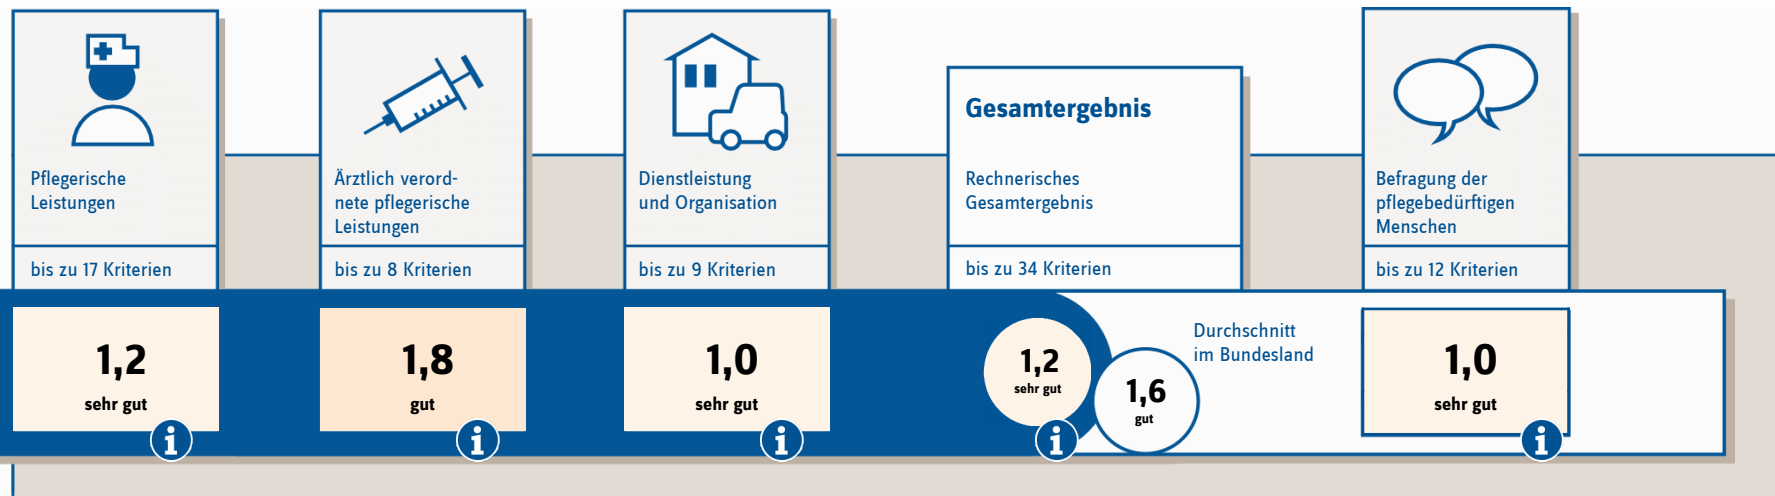 Pflegerische
Leistungen
bis zu 17 Kriterien
1,2
sehr gut
i
Ärztlich verord-
nete pflegerische
Leistungen
bis zu 8 Kriterien
1,8
gut
i
Dienstleistung
und Organisation
bis zu 9 Kriterien
1,0
sehr gut
i
Gesamtergebnis
Rechnerisches
Gesamtergebnis
bis zu 34 Kriterien
1,2
sehr gut
i
1,6
gut
Durchschnitt
im Bundesland
Befragung der
pflegebedürftigen
Menschen
bis zu 12 Kriterien
1,0
sehr gut
i